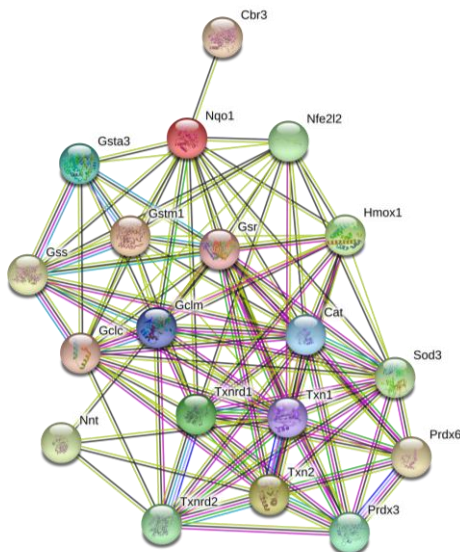 Cbr3
Nqo1
Nfe2l2
Gsta3
Gstm1
Gsr
Hmox1
Gss
Gclm
Cat
Gclc
Sod3
Txnrd1
Txn1
Nnt
Prdx6
Txn2
Txnrd2
Prdx3